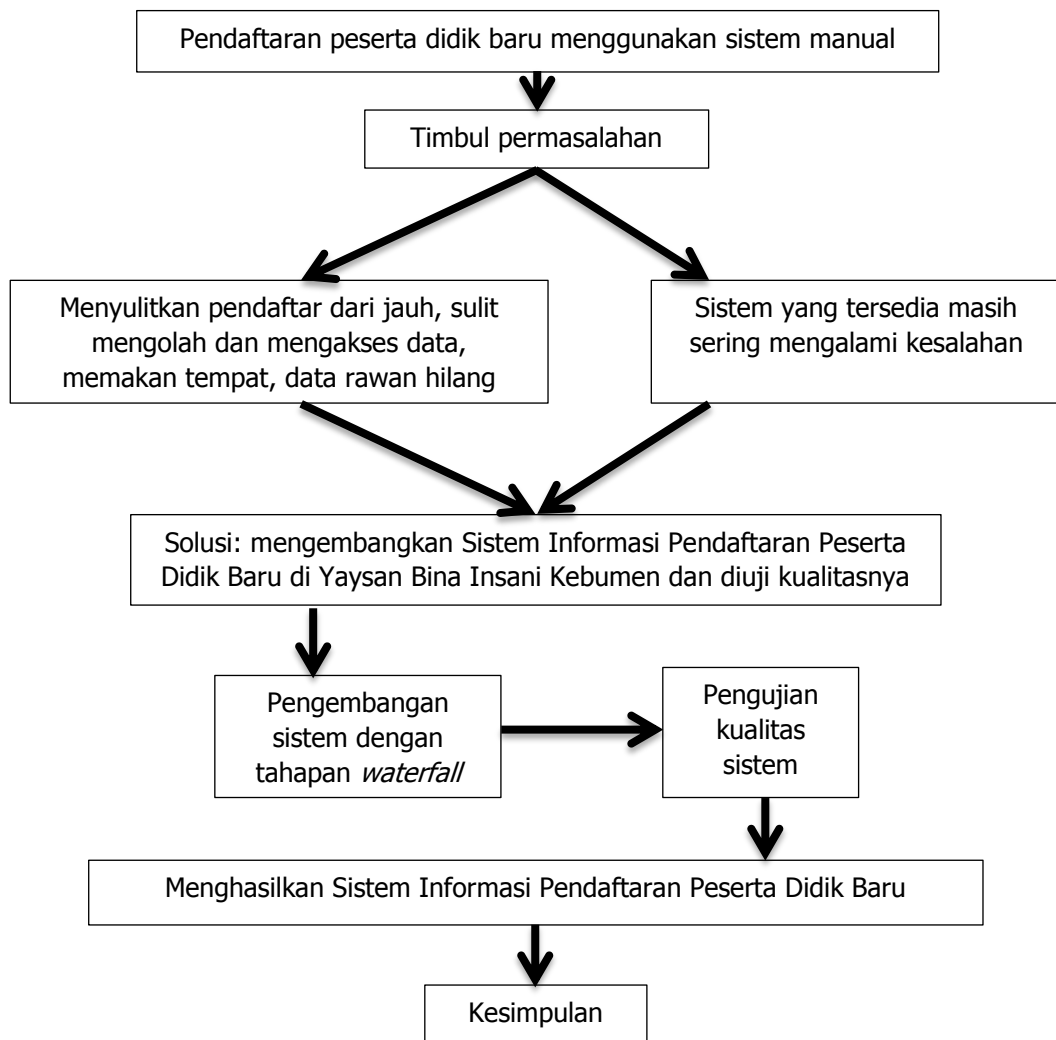 Pendaftaran peserta didik baru menggunakan sistem manual
Timbul permasalahan
Menyulitkan pendaftar dari jauh, sulit
mengolah dan mengakses data,
memakan tempat, data rawan hilang
Sistem yang tersedia masih
sering mengalami kesalahan
Solusi: mengembangkan Sistem Informasi Pendaftaran Peserta
Didik Baru di Yaysan Bina Insani Kebumen dan diuji kualitasnya
Pengembangan
sistem dengan
tahapan waterfall
Pengujian
kualitas
sistem
Menghasilkan Sistem Informasi Pendaftaran Peserta Didik Baru
Kesimpulan